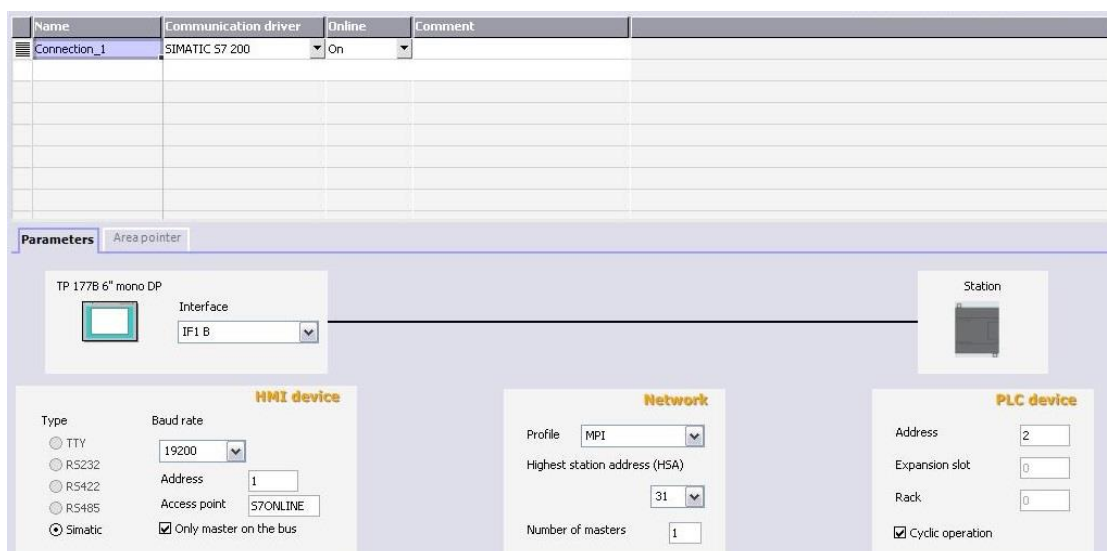 Name Communication driver Online Comment
Connection_1 SIMATIC S7 200 On
Parameters Area pointer
TP 177B 6" mono DP
Interface
IF1 B
Station
HMI device
Type Baud rate
TTY
19200
RS232
Address 1
RS422
Access point S7ONLINE
RS485
Simatic Only master on the bus
Network
Profile MPI
Highest station address (HSA)
31
Number of masters 1
PLC device
Address 2
Expansion slot 0
Rack 0
Cyclic operation